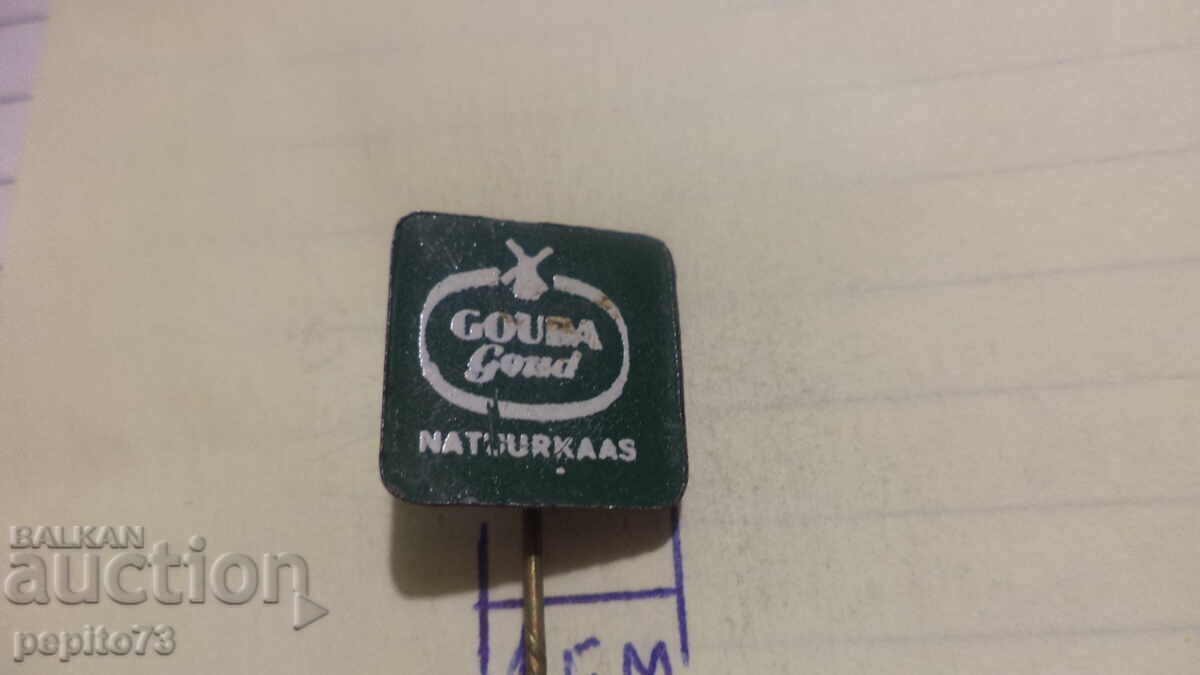 GOUDA
Goud
NATUURKAAS
BALKAN
auction
pepito73